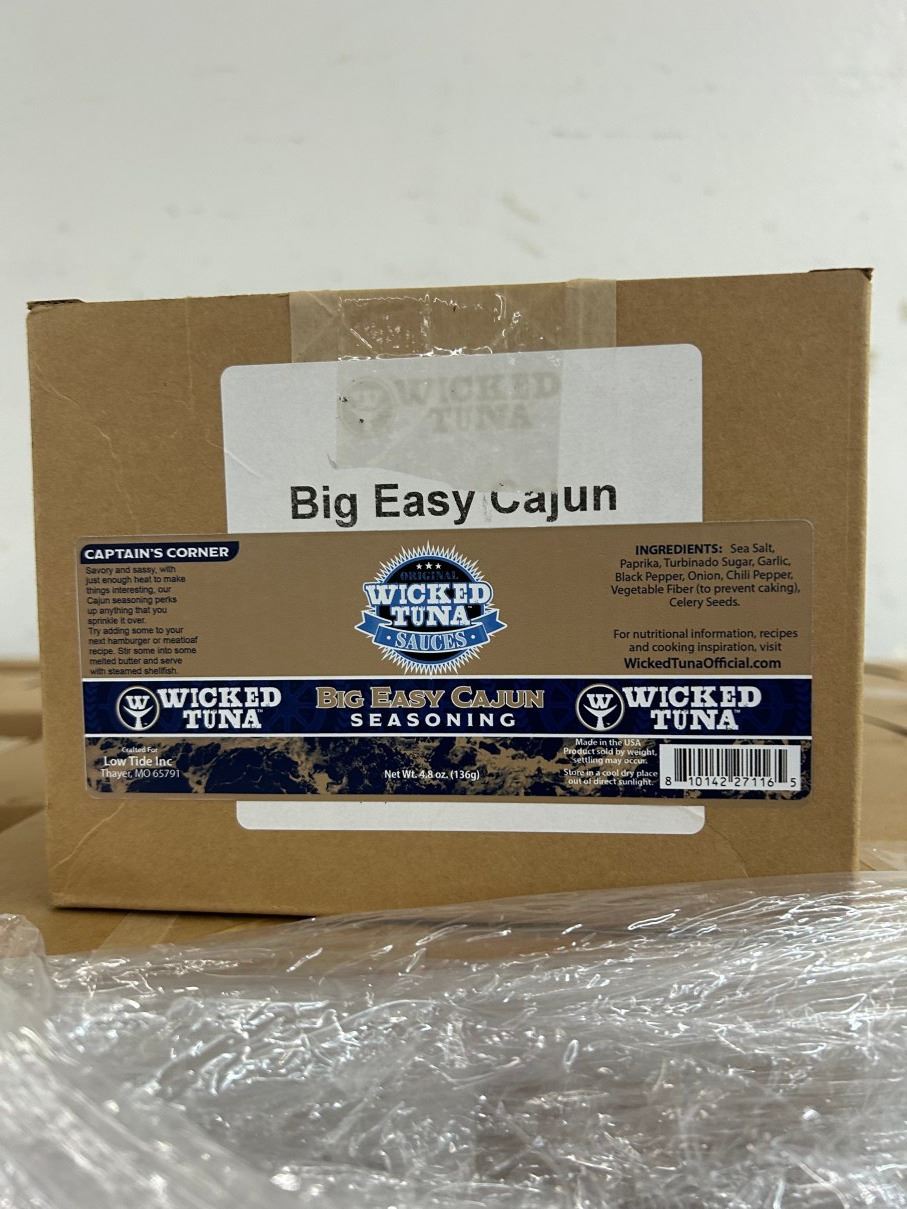 WICKED
TUNA
Big Easy Cajun
CAPTAIN'S CORNER
Savory and sassy, with
just enough heat to make
things interesting, our
Cajun seasoning perks
up anything that you
sprinkle it over.
Try adding some to your
next hamburger or meatloaf
recipe. Stir some into some
melted butter and serve
with steamed shellfish.
★★★
ORIGINAL
WICKED
TUNA™
• SAUCES •
INGREDIENTS: Sea Salt,
Paprika, Turbinado Sugar, Garlic,
Black Pepper, Onion, Chili Pepper,
Vegetable Fiber (to prevent caking),
Celery Seeds.
For nutritional information, recipes
and cooking inspiration, visit
WickedTunaOfficial.com
W WICKED
TUNA™
BIG EASY CAJUN
SEASONING
W WICKED
TUNA™
Crafted For
Low Tide Inc
Thayer, MO 65791
Net Wt. 4.8 oz. (136g)
Made in the USA
Product sold by weight,
settling may occur.
Store in a cool dry place
out of direct sunlight.
8 10142 27116 5